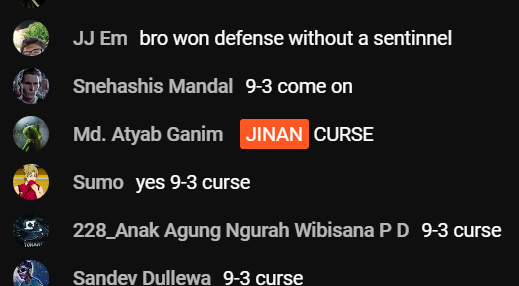 JJ Em bro won defense without a sentinnel
Snehashis Mandal 9-3 come on
Md. Atyab Ganim JINAN CURSE
Sumo yes 9-3 curse
228_Anak Agung Ngurah Wibisana P D 9-3 curse
Sandev Dullewa 9-3 curse